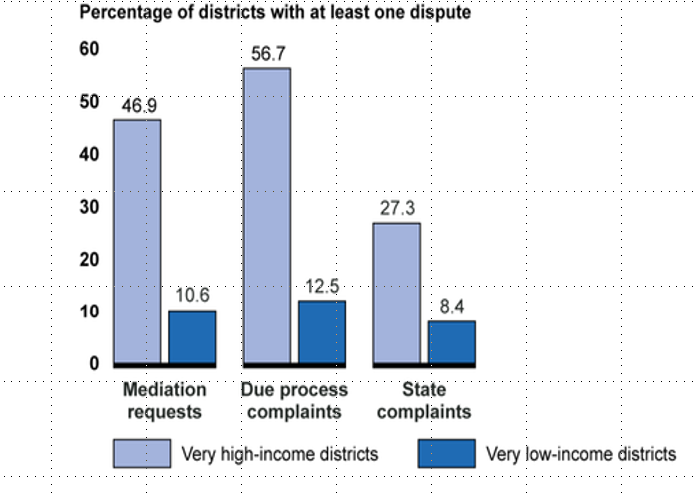 Percentage of districts with at least one dispute
60
50
40
30
20
10
0
46.9
10.6
56.7
12.5
27.3
8.4
Mediation
requests
Due process
complaints
State
complaints
Very high-income districts
Very low-income districts